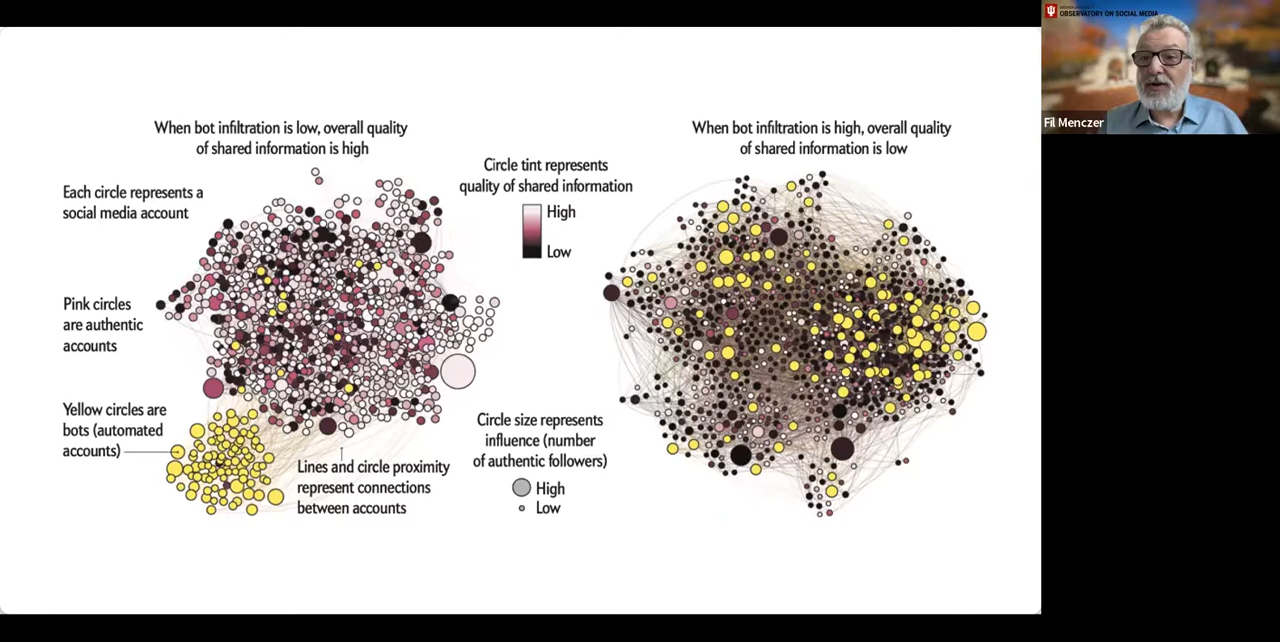 When bot infiltration is low, overall quality
of shared information is high
Each circle represents a
social media account
Pink circles
are authentic
accounts
Yellow circles are
bots (automated
accounts)
Lines and circle proximity
represent connections
between accounts
Circle tint represents
quality of shared information
High
Low
Circle size represents
influence (number
of authentic followers)
High
Low
When bot infiltration is high, overall quality
of shared information is low
OBSERVATORY ON SOCIAL MEDIA
Fil Menczer